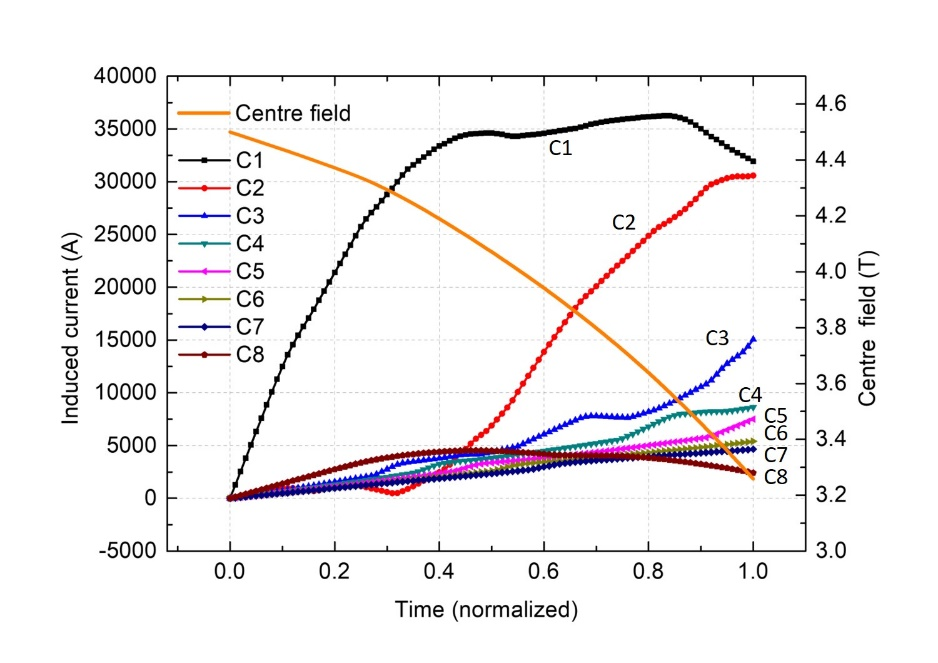 40000
35000
30000
25000
20000
15000
10000
5000
0
-5000
Induced current (A)
Centre field
C1
C2
C3
C4
C5
C6
C7
C8
C1
C2
C3
C4
C5
C6
C7
C8
4.6
4.4
4.2
4.0
3.8
3.6
3.4
3.2
3.0
Centre field (T)
0.0 0.2 0.4 0.6 0.8 1.0
Time (normalized)